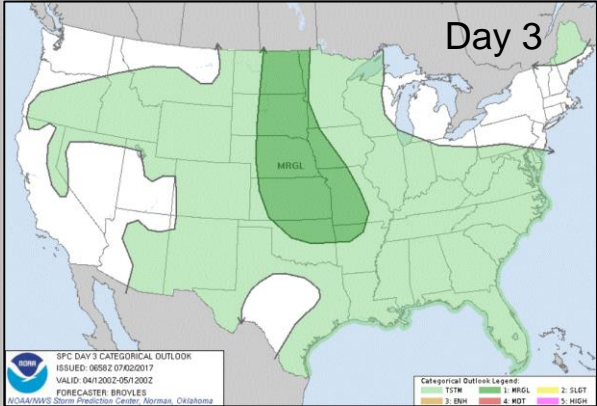 Day 3
MRGL
NOAA
SPC DAY 3 CATEGORICAL OUTLOOK
ISSUED: 0658Z 07/02/2017
VALID: 04/1200Z-05/1200Z
FORECASTER: BROYLES
NOAA/NWS Storm Prediction Center, Norman, Oklahoma
Categorical Outlook Legend:
TSTM 1: MRGL 2: SLGT
3: ENH 4: MDT 5: HIGH